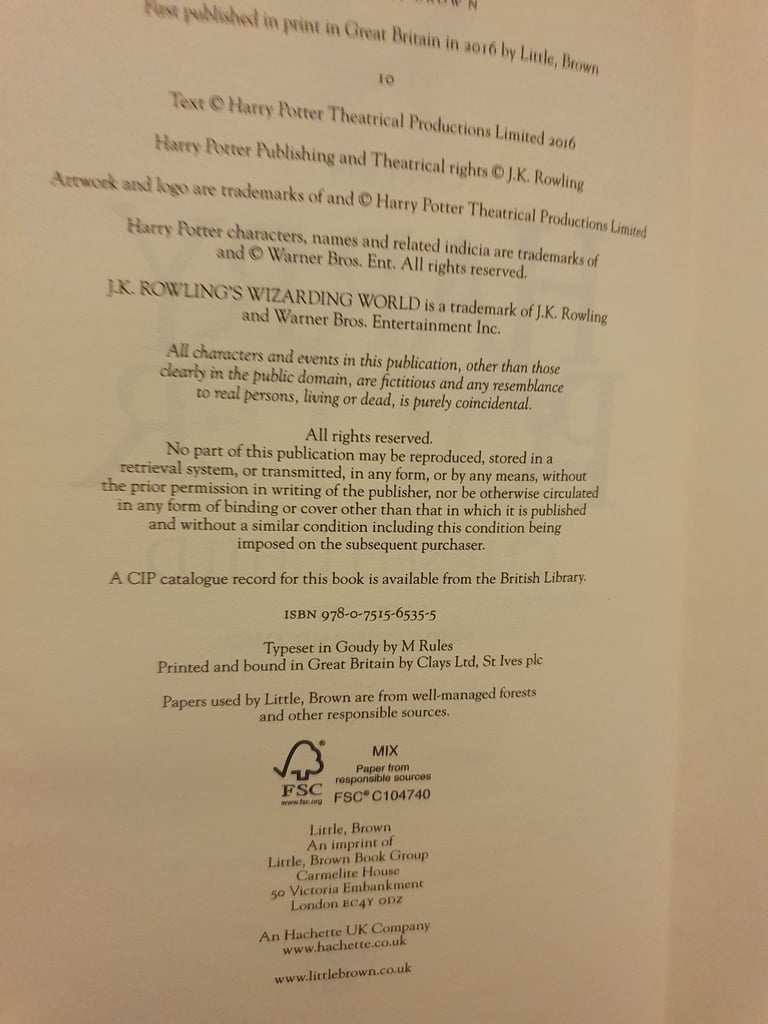 BROWN
First published in print in Great Britain in 2016 by Little, Brown
10
Text © Harry Potter Theatrical Productions Limited 2016
Harry Potter Publishing and Theatrical rights © J.K. Rowling
Artwork and logo are trademarks of and © Harry Potter Theatrical Productions Limited
Harry Potter characters, names and related indicia are trademarks of
and © Warner Bros. Ent. All rights reserved.
J.K. ROWLING'S WIZARDING WORLD is a trademark of J.K. Rowling
and Warner Bros. Entertainment Inc.
All characters and events in this publication, other than those
clearly in the public domain, are fictitious and any resemblance
to real persons, living or dead, is purely coincidental.
All rights reserved.
No part of this publication may be reproduced, stored in a
retrieval system, or transmitted, in any form, or by any means, without
the prior permission in writing of the publisher, nor be otherwise circulated
in any form of binding or cover other than that in which it is published
and without a similar condition including this condition being
imposed on the subsequent purchaser.
A CIP catalogue record for this book is available from the British Library.
ISBN 978-0-7515-6535-5
Typeset in Goudy by M Rules
Printed and bound in Great Britain by Clays Ltd, St Ives plc
Papers used by Little, Brown are from well-managed forests
and other responsible sources.
MIX
Paper from
responsible sources
FSC® C104740
®
FSC
www.fsc.org
Little, Brown
An imprint of
Little, Brown Book Group
Carmelite House
50 Victoria Embankment
London EC4Y 0DZ
An Hachette UK Company
www.hachette.co.uk
www.littlebrown.co.uk